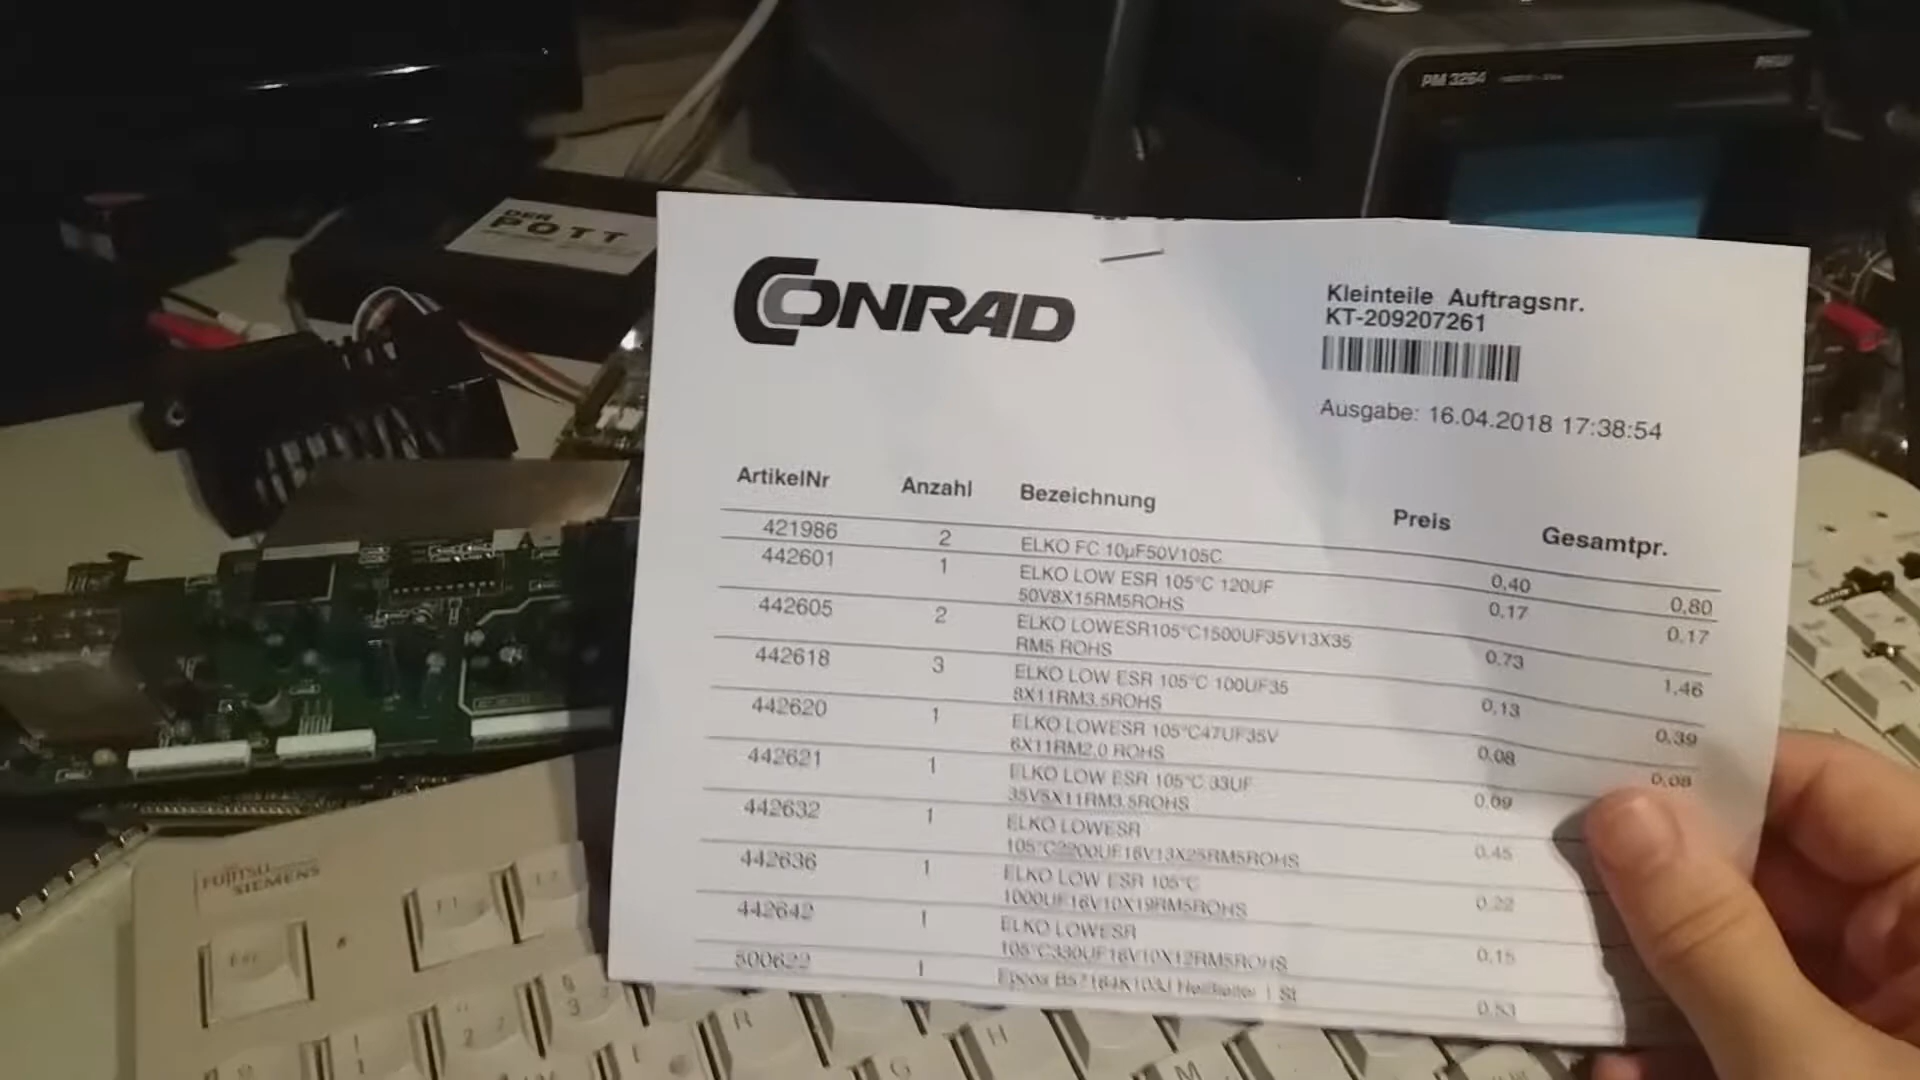 PM 3264
DER
POTT
CONRAD
Kleinteile Auftragsnr.
KT-209207261
Ausgabe: 16.04.2018 17:38:54
ArtikelNr Anzahl Bezeichnung Preis Gesamtpr.
421986 2 ELKO FC 10µF50V105C 0,40 0,80
442601 1 ELKO LOW ESR 105°C 120UF 0,17 0,17
50V8X15RM5ROHS
442605 2 ELKO LOWESR105°C1500UF35V13X35 0,73 1,46
RM5 ROHS
442618 3 ELKO LOW ESR 105°C 100UF35 0,13 0,39
8X11RM3.5ROHS
442620 1 ELKO LOWESR 105°C47UF35V 0,08 0,08
6X11RM2,0 ROHS
442621 1 ELKO LOW ESR 105°C 33UF 0,09
35V5X11RM3.5ROHS
442632 1 ELKO LOWESR 0,45
105°C2200UF16V13X25RM5ROHS
442636 1 ELKO LOW ESR 105°C 0,22
1000UF16V10X19RM5ROHS
442642 1 ELKO LOWESR 0,15
105°C330UF16V10X12RM5ROHS
500622 1 Epcos 0,53
FUJITSU
SIEMENS
Esc
F1
R
G
H
M